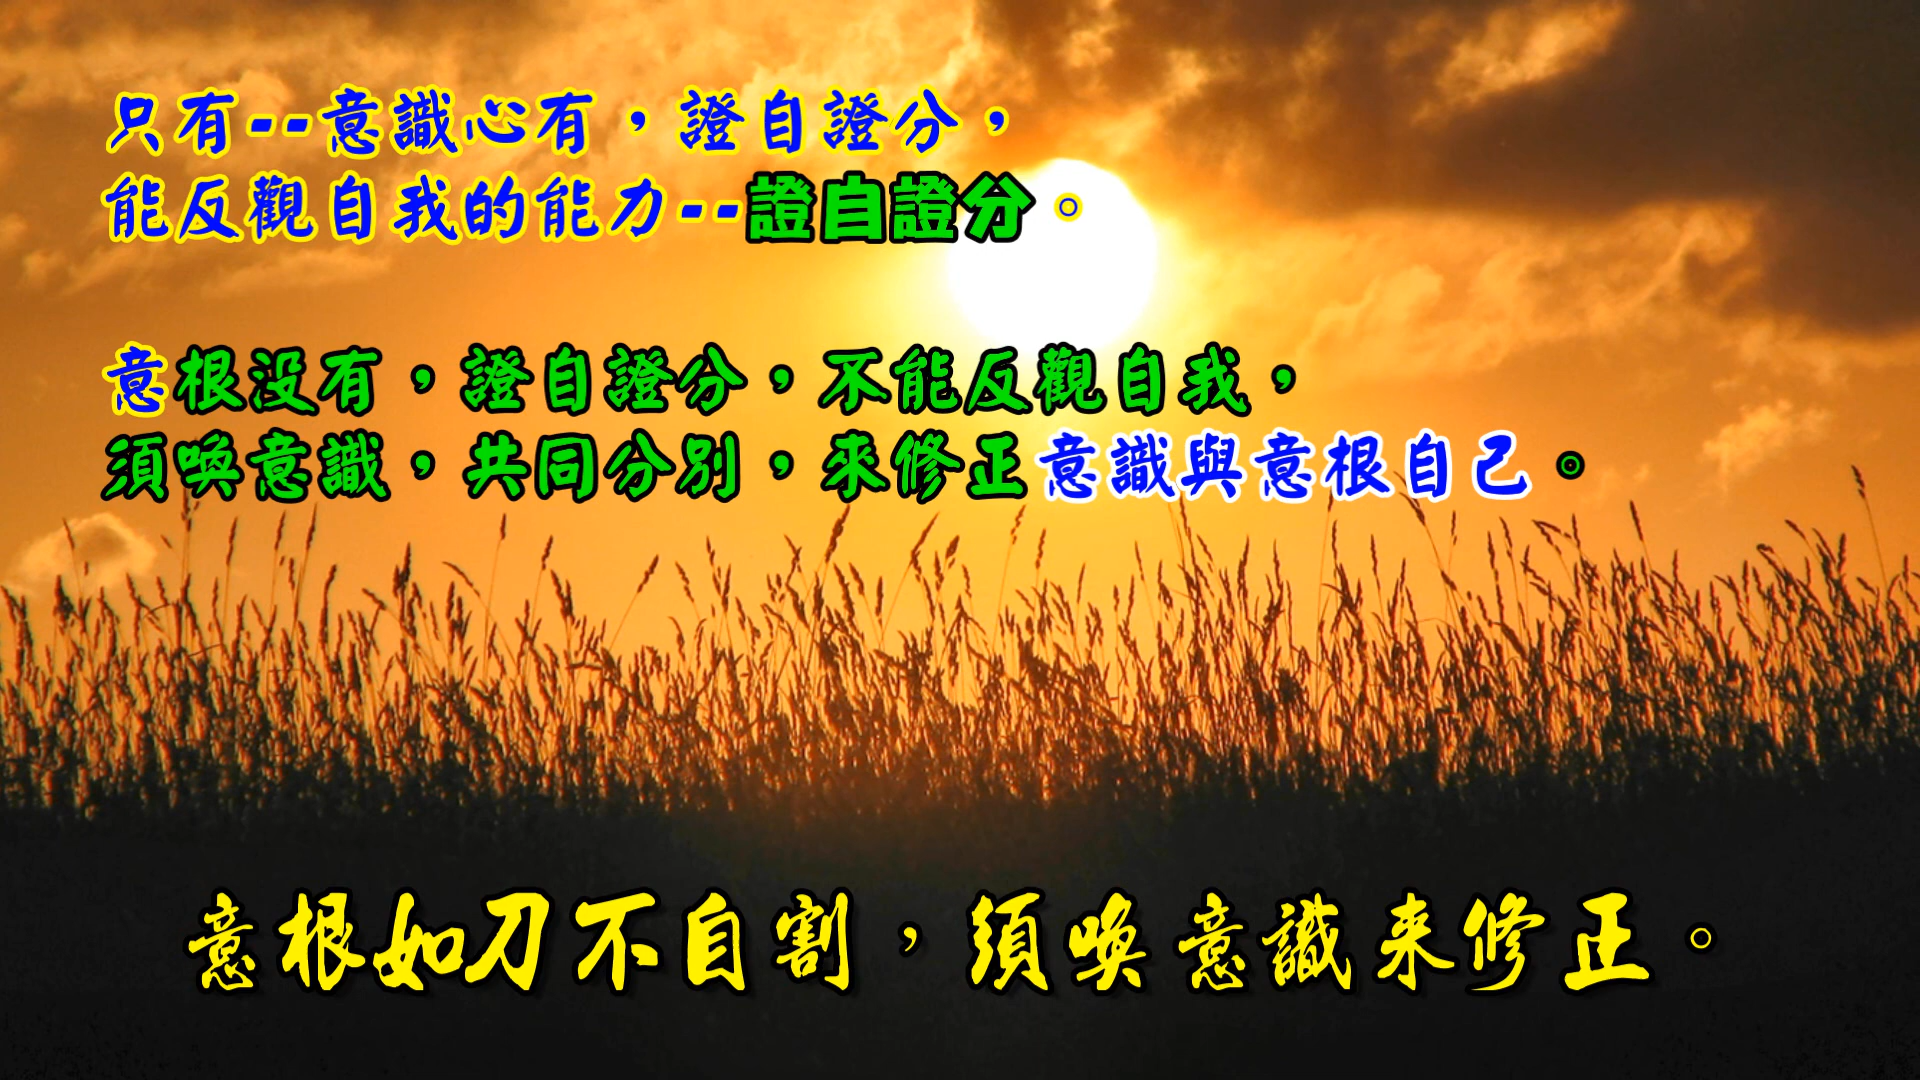 只有--意識心有，證自證分，
能反觀自我的能力--證自證分。
意根没有，證自證分，不能反觀自我，
須喚意識，共同分別，來修正意識與意根自己。
意根如刀不自割，須喚意識来修正。